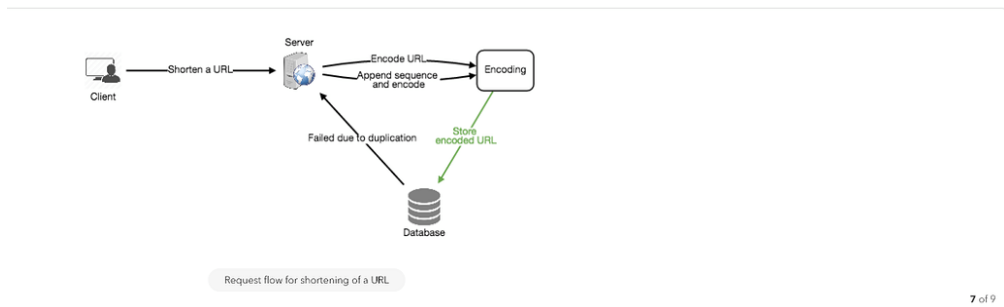 Server
Encode URL
Shorten a URL
Append sequence
and encode
Encoding
Client
Failed due to duplication
Store
encoded URL
Database
Request flow for shortening of a URL
7 of 9